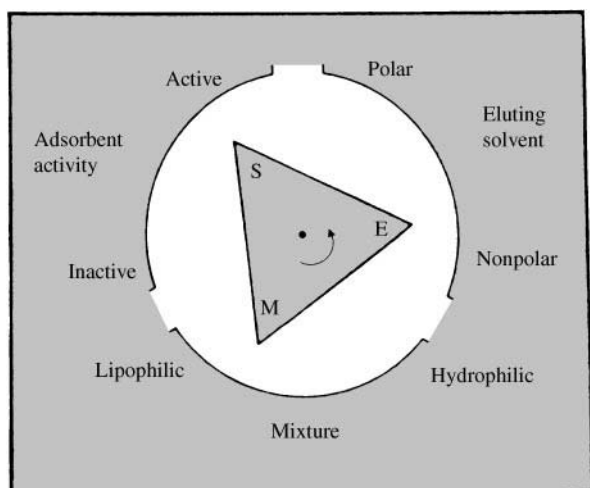 Active
Polar
Adsorbent
activity
Eluting
solvent
S
E
Inactive
Nonpolar
M
Lipophilic
Hydrophilic
Mixture